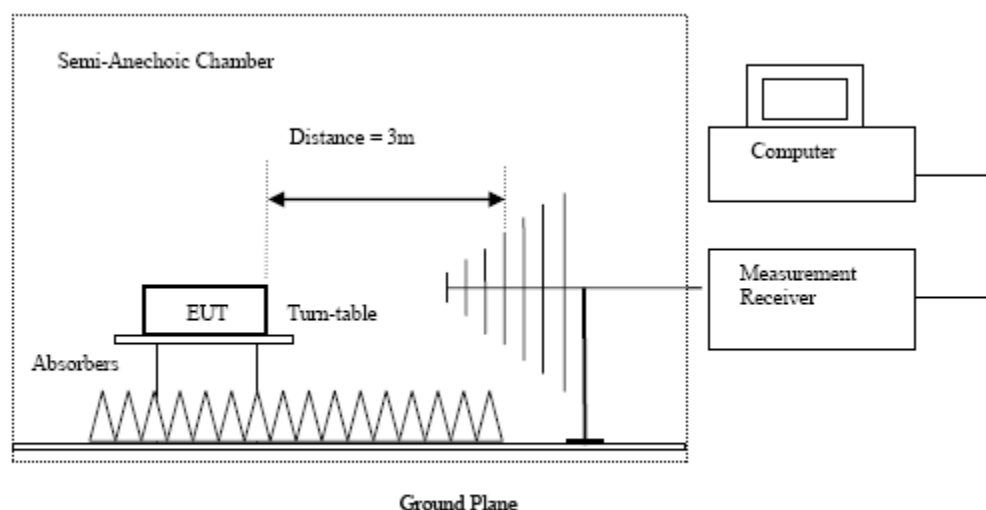 Semi-Anechoic Chamber
Distance = 3m
Computer
Measurement
Receiver
EUT
Turn-table
Absorbers
Ground Plane